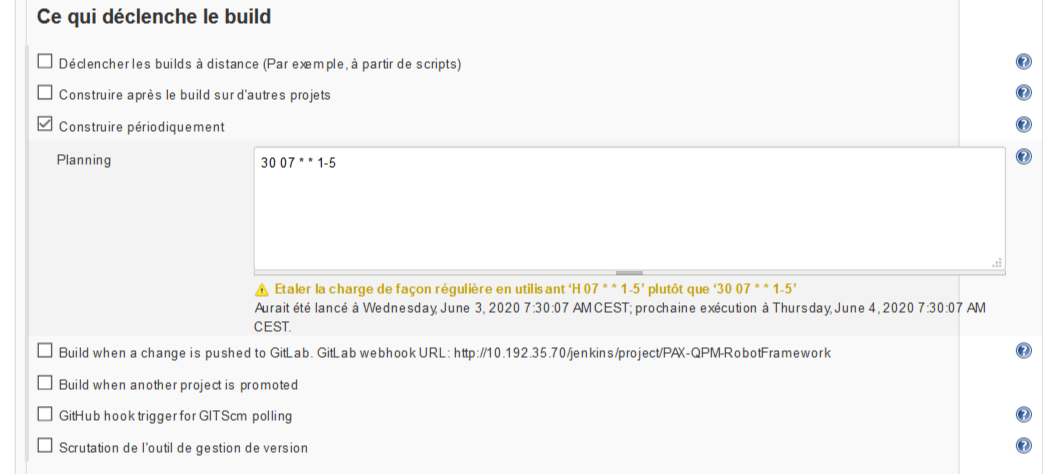 Ce qui déclenche le build
Déclencher les builds à distance (Par exemple, à partir de scripts)
Construire après le build sur d'autres projets
Construire périodiquement
Planning
30 07 * * 1-5
Etaler la charge de façon régulière en utilisant ‘H 07 * * 1-5’ plutôt que ‘30 07 * * 1-5’
Aurait été lancé à Wednesday, June 3, 2020 7:30:07 AM CEST; prochaine exécution à Thursday, June 4, 2020 7:30:07 AM
CEST.
Build when a change is pushed to GitLab. GitLab webhook URL: http://10.192.35.70/jenkins/project/PAX-QPM-RobotFramework
Build when another project is promoted
GitHub hook trigger for GITScm polling
Scrutation de l'outil de gestion de version